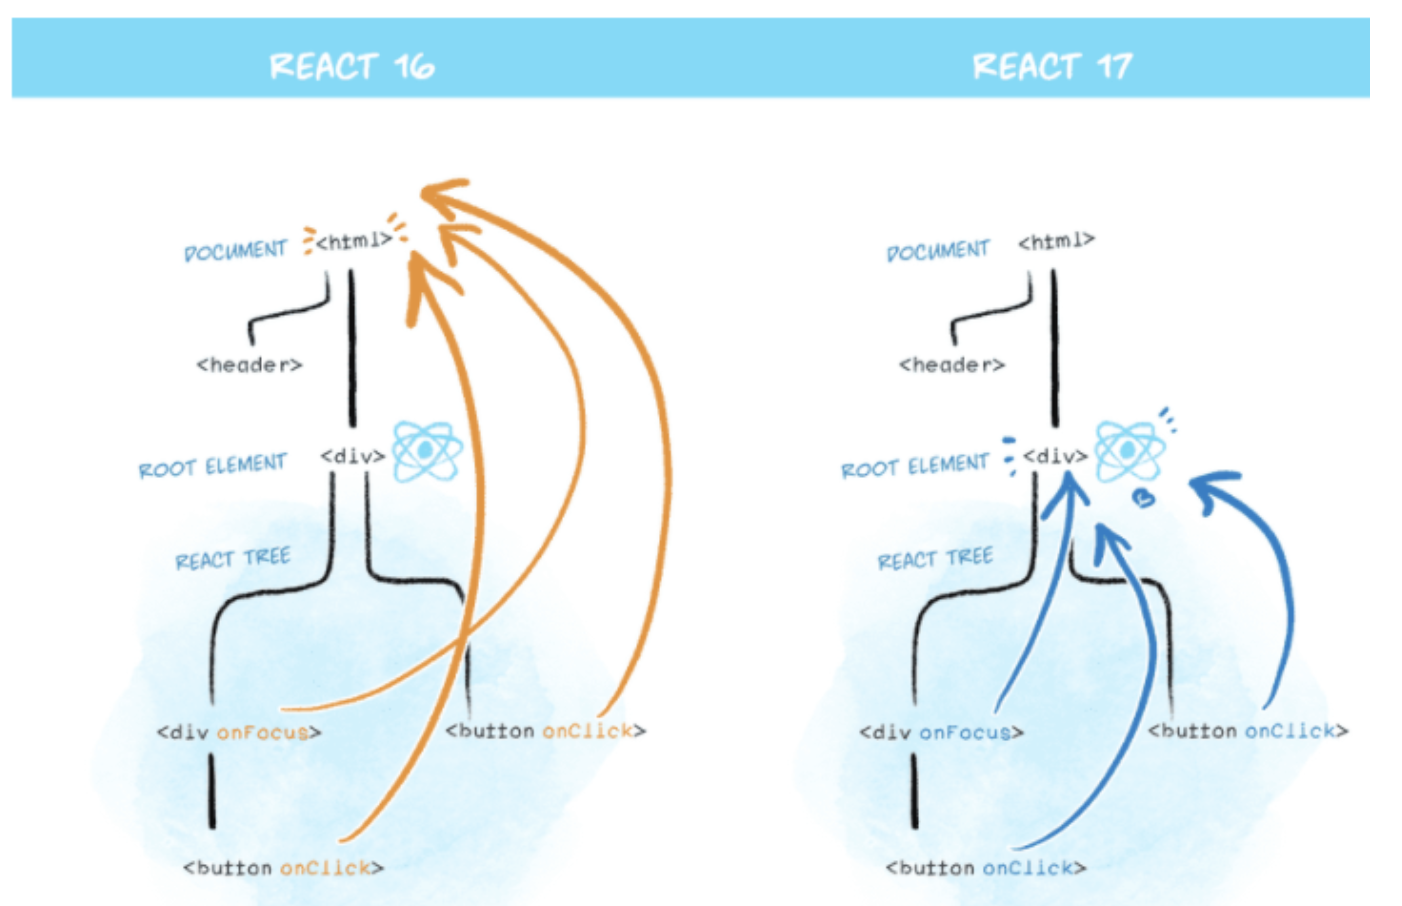 REACT 16
DOCUMENT <html>
<header>
ROOT ELEMENT <div>
REACT TREE
<div onFocus> <button onClick>
<button onClick>
REACT 17
DOCUMENT <html>
<header>
ROOT ELEMENT <div>
REACT TREE
<div onFocus> <button onClick>
<button onClick>